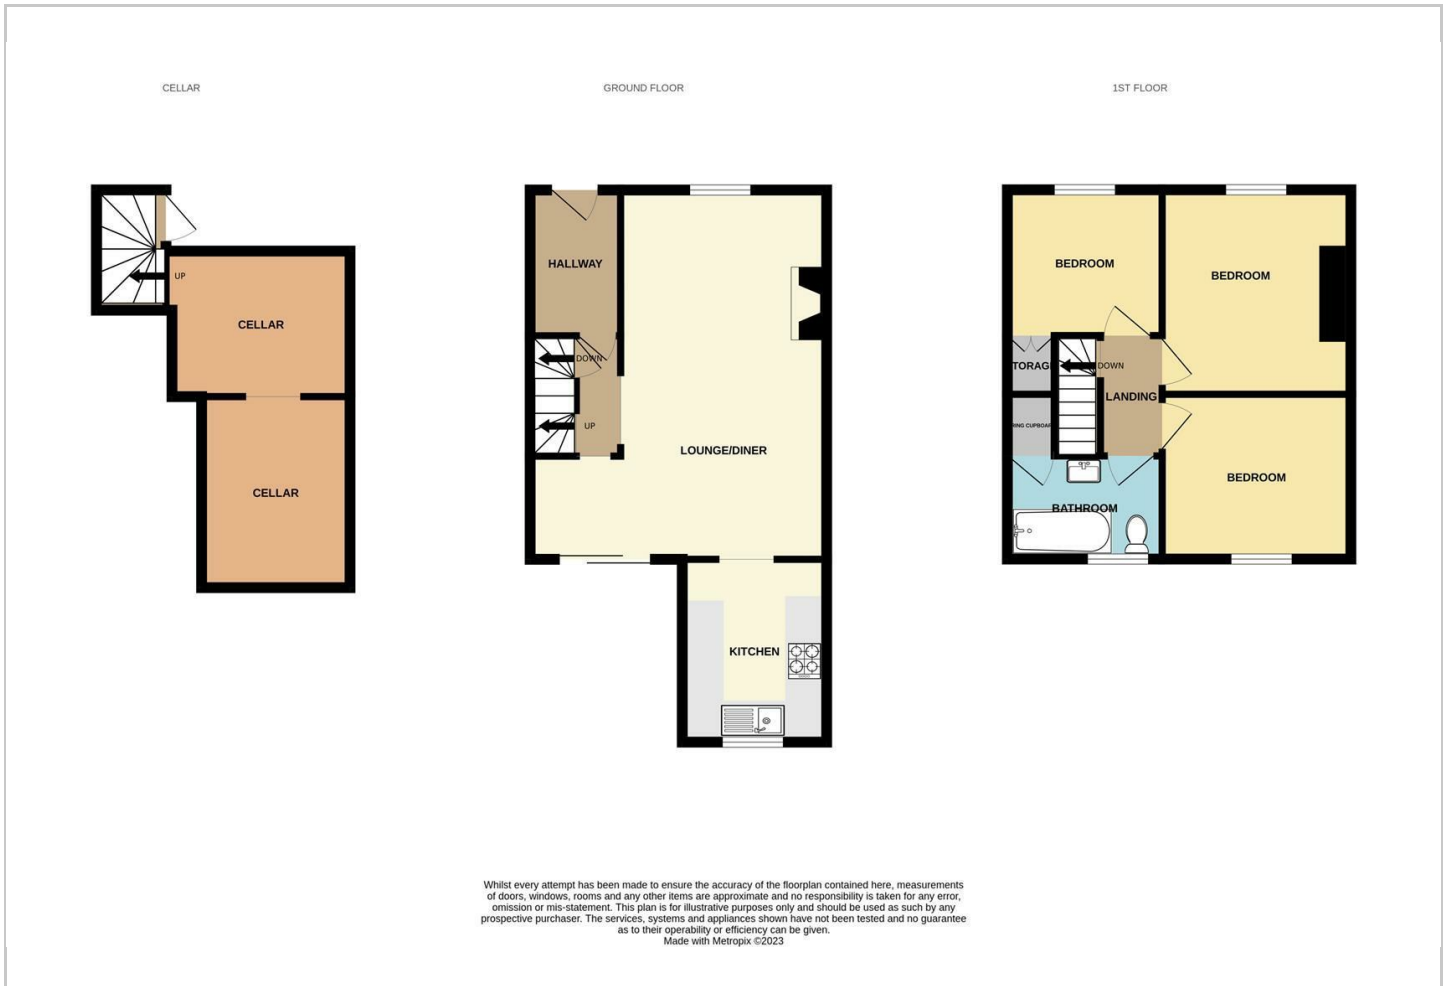 CELLAR
GROUND FLOOR
1ST FLOOR
UP
CELLAR
CELLAR
HALLWAY
DOWN
UP
LOUNGE/DINER
KITCHEN
BEDROOM
BEDROOM
TORAG
DOWN
LANDING
RING CUPBOAR
BEDROOM
BATHROOM
Whilst every attempt has been made to ensure the accuracy of the floorplan contained here, measurements
of doors, windows, rooms and any other items are approximate and no responsibility is taken for any error,
omission or mis-statement. This plan is for illustrative purposes only and should be used as such by any
prospective purchaser. The services, systems and appliances shown have not been tested and no guarantee
as to their operability or efficiency can be given.
Made with Metropix ©2023